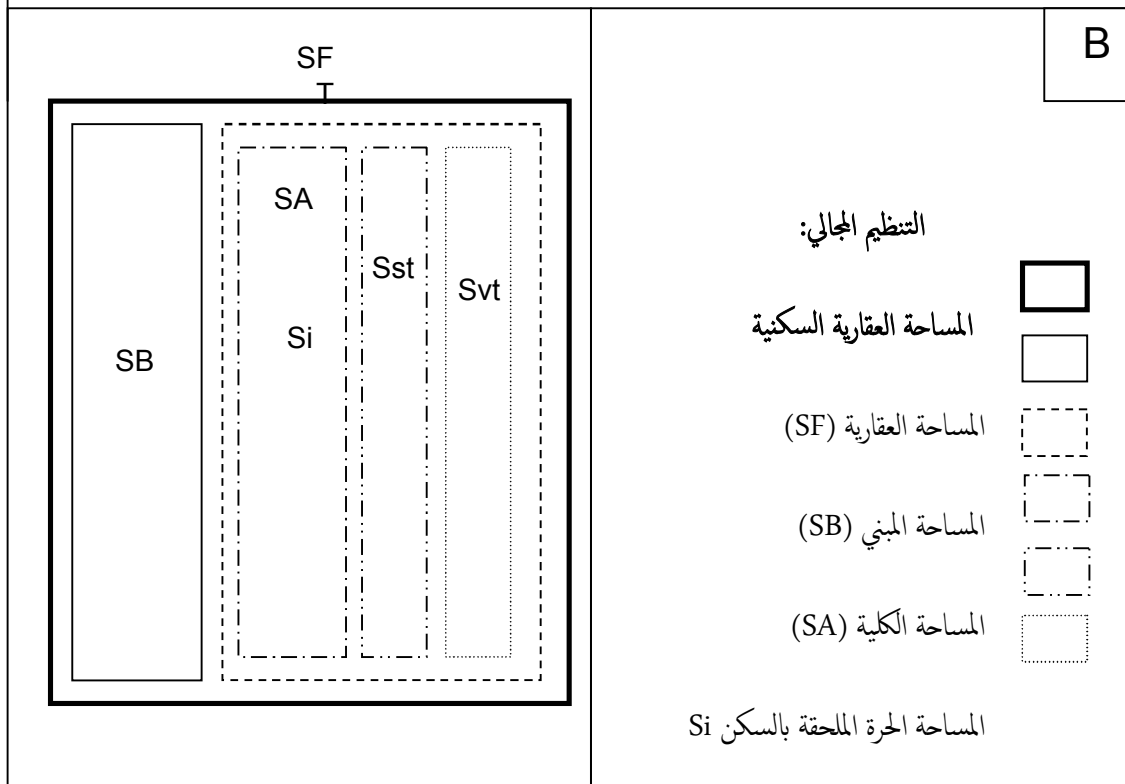 B
SF
SA
Sst
Svt
Si
SB
التنظيم المجالي:
المساحة العقارية السكنية
المساحة العقارية (SF)
المساحة المبني (SB)
المساحة الكلية (SA)
المساحة الحرة الملحقة بالسكن Si